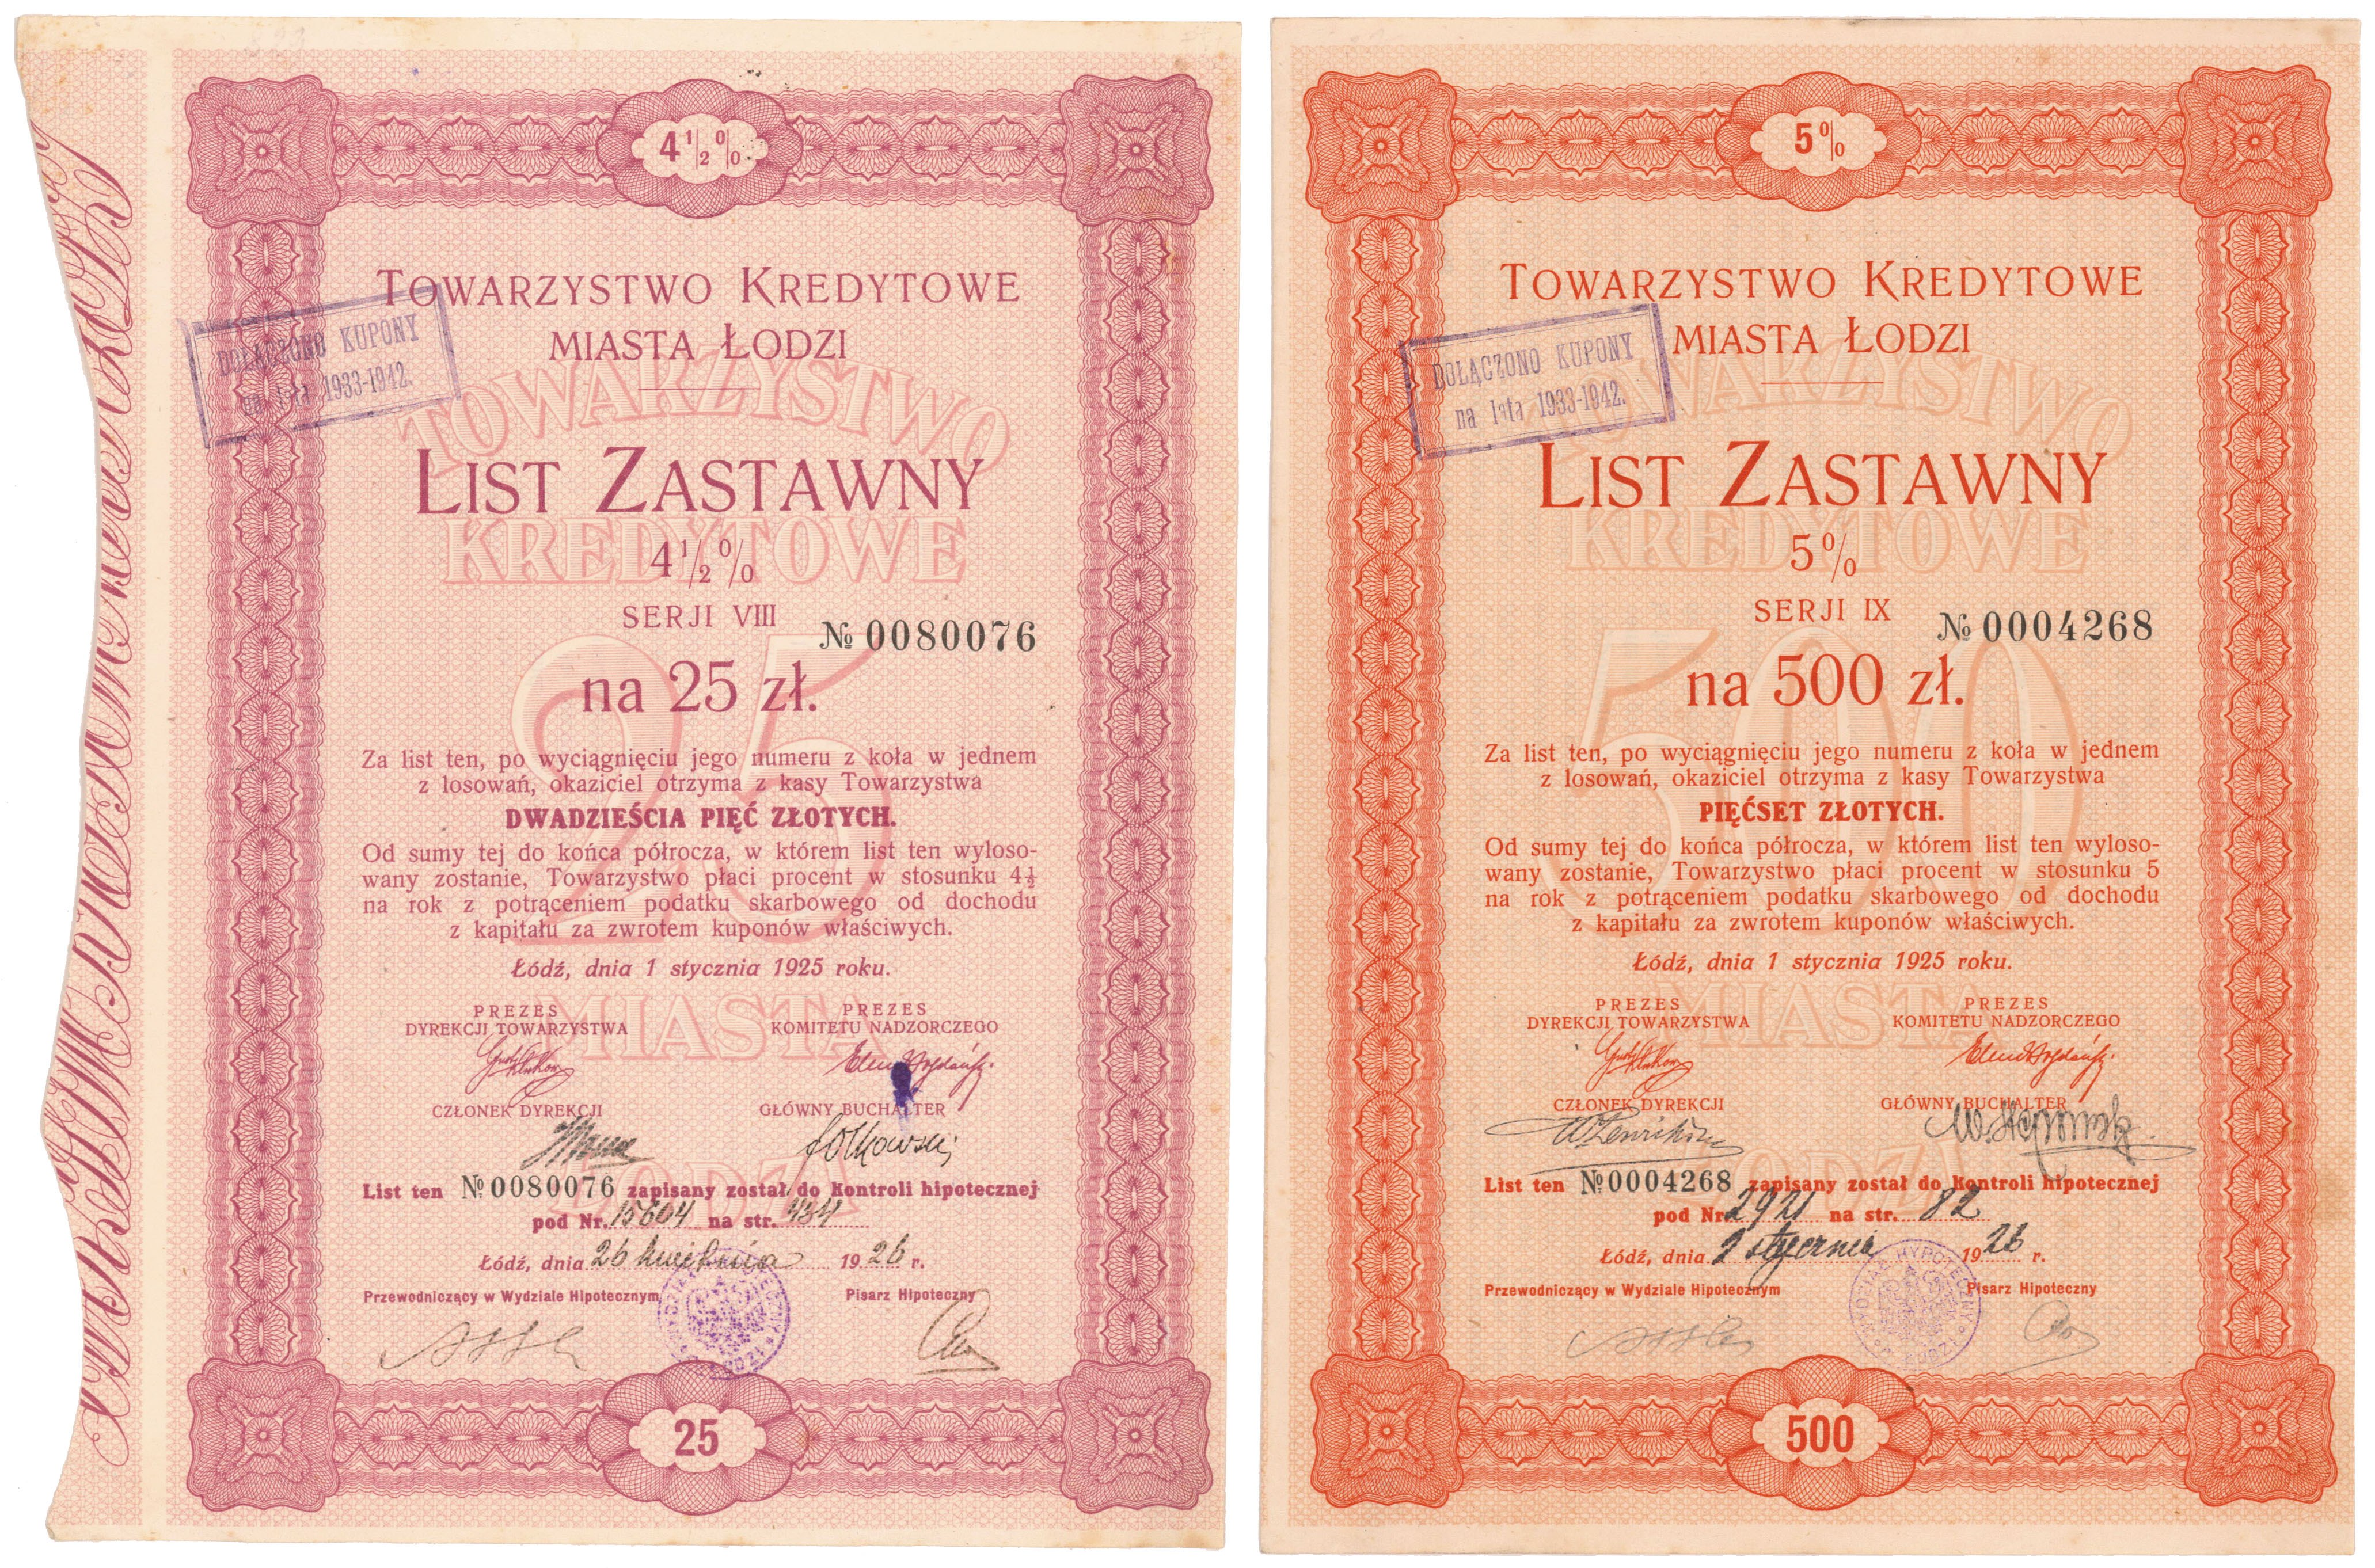 4½%
TOWARZYSTWO KREDYTOWE
MIASTA ŁODZI
DOŁĄCZONO KUPONY
na lata 1933-1942.
LIST ZASTAWNY
4½%
SERJI VIII
№ 0080076
na 25 zł.
Za list ten, po wyciągnięciu jego numeru z koła w jednem
z losowań, okaziciel otrzyma z kasy Towarzystwa
DWADZIEŚCIA PIĘĆ ZŁOTYCH.
Od sumy tej do końca półrocza, w którem list ten wyloso-
wany zostanie, Towarzystwo płaci procent w stosunku 4½
na rok z potrąceniem podatku skarbowego od dochodu
z kapitału za zwrotem kuponów właściwych.
Łódź, dnia 1 stycznia 1925 roku.
PREZES
DYREKCJI TOWARZYSTWA
PREZES
KOMITETU NADZORCZEGO
CZŁONEK DYREKCJI
GŁÓWNY BUCHALTER
List ten № 0080076 zapisany został do Kontroli hipotecznej
pod Nr. 15604 na str. 434
Łódź, dnia 26 kwietnia 1926 r.
Przewodniczący w Wydziale Hipotecznym
Pisarz Hipoteczny
25
TOWARZYSTWO
KREDYTOWE
25
MIASTA
ŁODZI
5%
TOWARZYSTWO KREDYTOWE
MIASTA ŁODZI
DOŁĄCZONO KUPONY
na lata 1933-1942.
LIST ZASTAWNY
5%
SERJI IX
№ 0004268
na 500 zł.
Za list ten, po wyciągnięciu jego numeru z koła w jednem
z losowań, okaziciel otrzyma z kasy Towarzystwa
PIĘĆSET ZŁOTYCH.
Od sumy tej do końca półrocza, w którem list ten wyloso-
wany zostanie, Towarzystwo płaci procent w stosunku 5
na rok z potrąceniem podatku skarbowego od dochodu
z kapitału za zwrotem kuponów właściwych.
Łódź, dnia 1 stycznia 1925 roku.
PREZES
DYREKCJI TOWARZYSTWA
PREZES
KOMITETU NADZORCZEGO
CZŁONEK DYREKCJI
GŁÓWNY BUCHALTER
List ten № 0004268 zapisany został do Kontroli hipotecznej
pod Nr. 2921 na str. 82
Łódź, dnia 2 stycznia 1926 r.
Przewodniczący w Wydziale Hipotecznym
Pisarz Hipoteczny
WYDZIAŁ HYPOTECZNY
500
TOWARZYSTWO
KREDYTOWE
500
MIASTA
ŁODZI